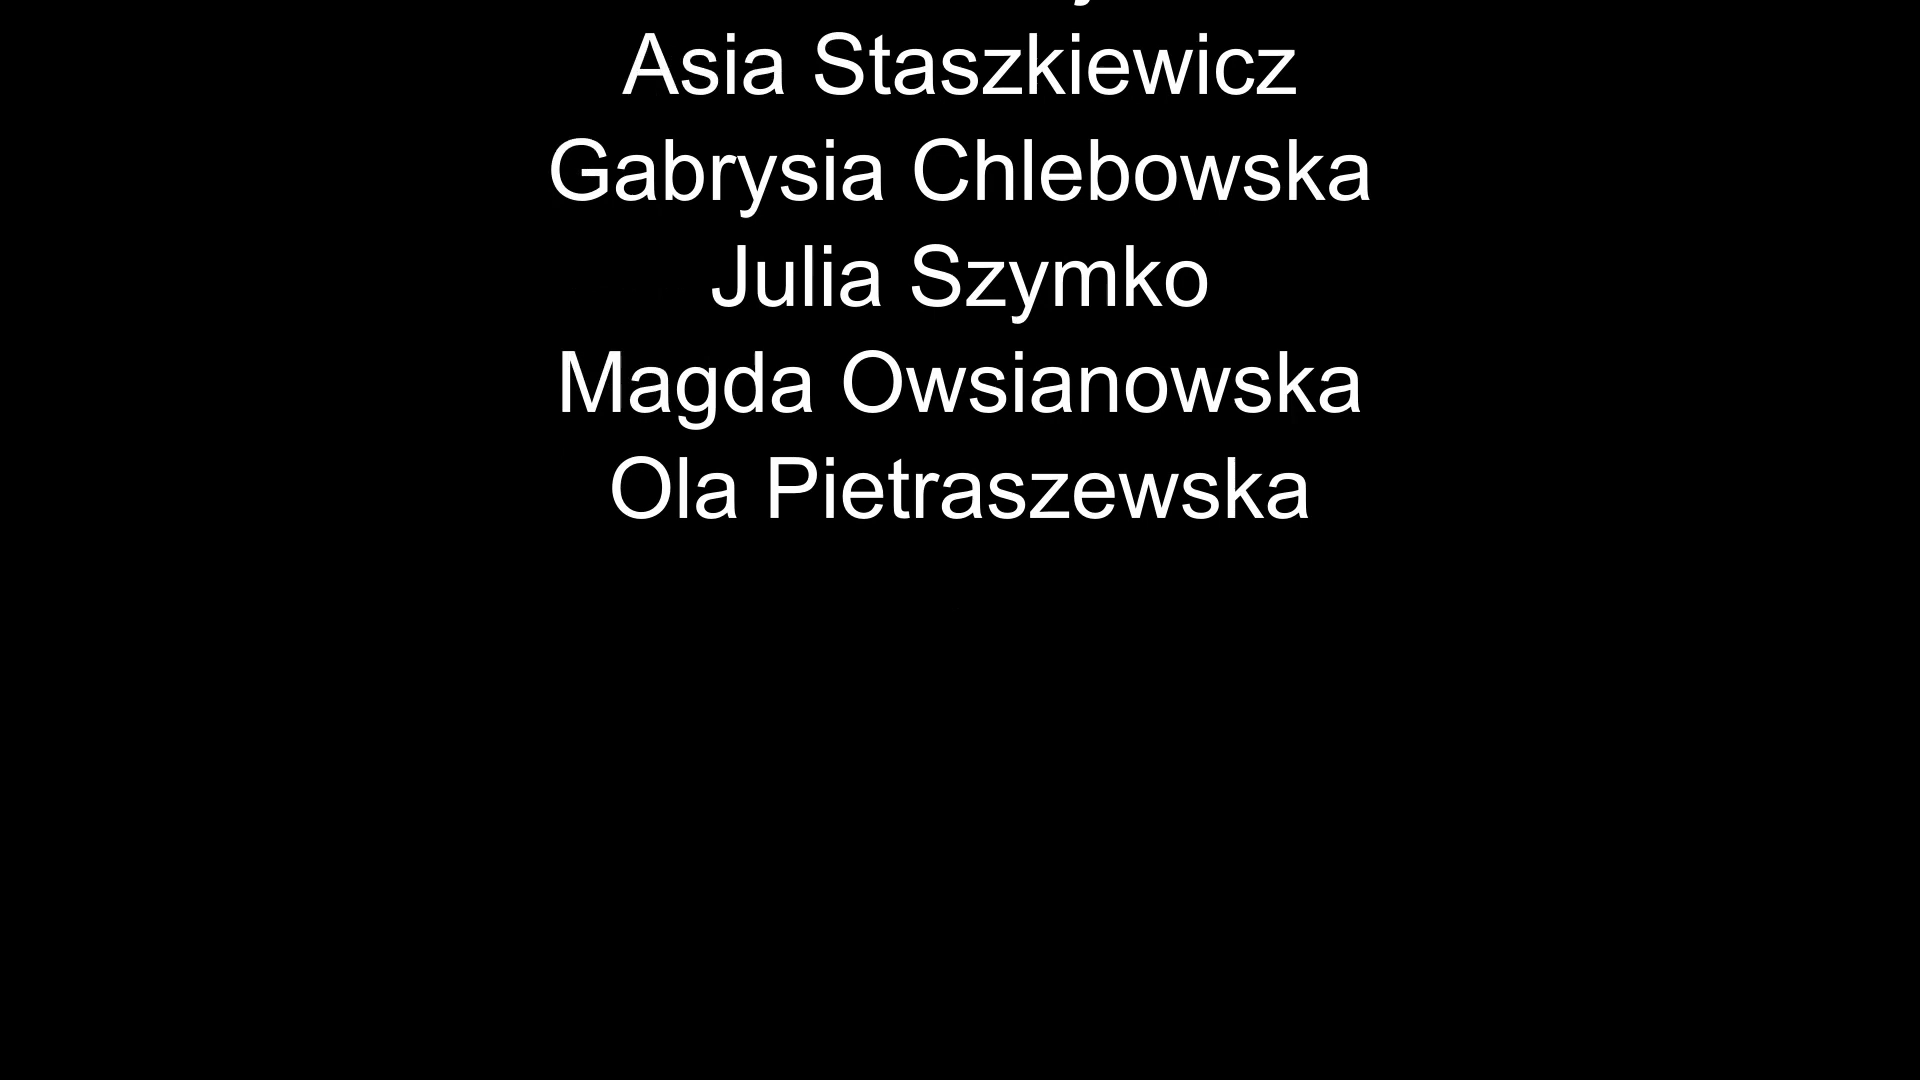 Asia Staszkiewicz
Gabrysia Chlebowska
Julia Szymko
Magda Owsianowska
Ola Pietraszewska